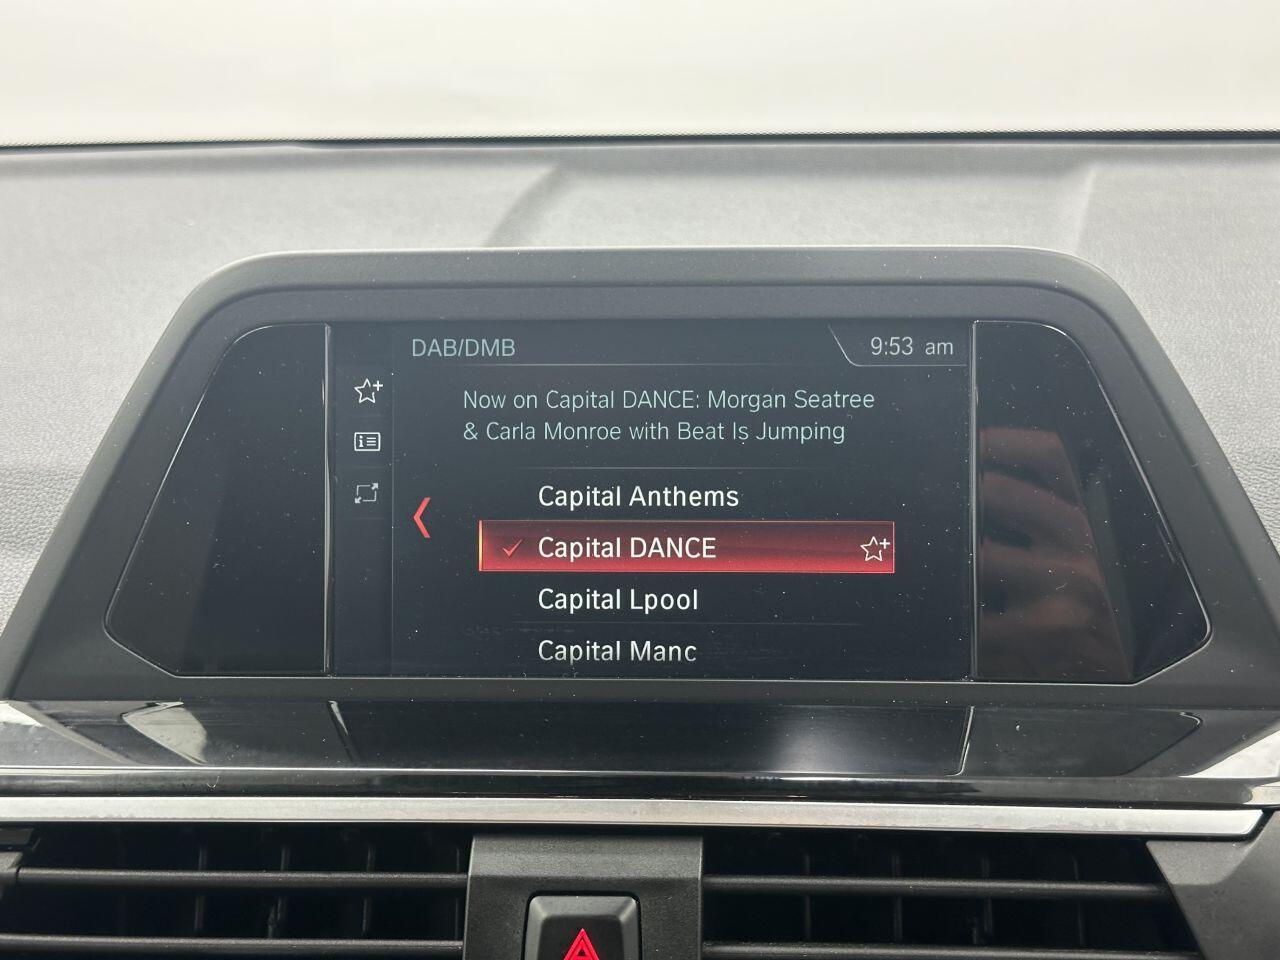 DAB/DMB
9:53 am
Now on Capital DANCE: Morgan Seatree
& Carla Monroe with Beat Is Jumping
Capital Anthems
Capital DANCE
Capital Lpool
Capital Manc